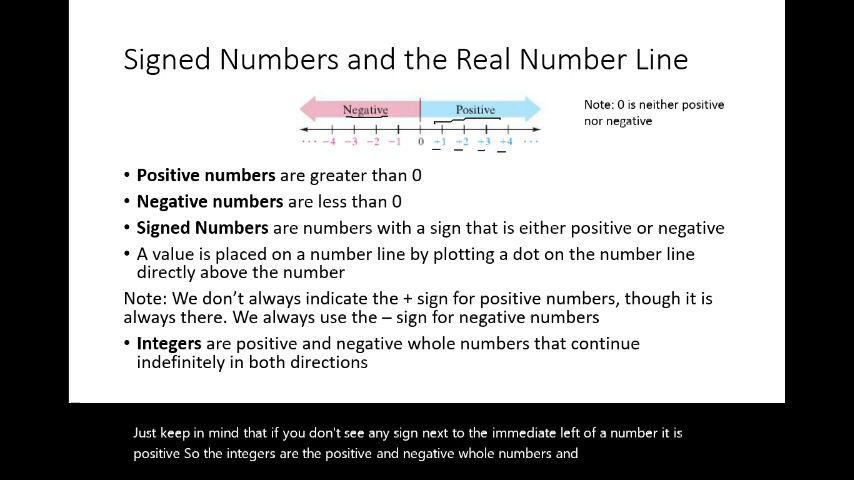 Signed Numbers and the Real Number Line
Negative Positive
Note: 0 is neither positive
nor negative
··· −4 −3 −2 −1 0 +1 +2 +3 +4 ···
• Positive numbers are greater than 0
• Negative numbers are less than 0
• Signed Numbers are numbers with a sign that is either positive or negative
• A value is placed on a number line by plotting a dot on the number line
directly above the number
Note: We don’t always indicate the + sign for positive numbers, though it is
always there. We always use the – sign for negative numbers
• Integers are positive and negative whole numbers that continue
indefinitely in both directions
Just keep in mind that if you don't see any sign next to the immediate left of a number it is
positive So the integers are the positive and negative whole numbers and